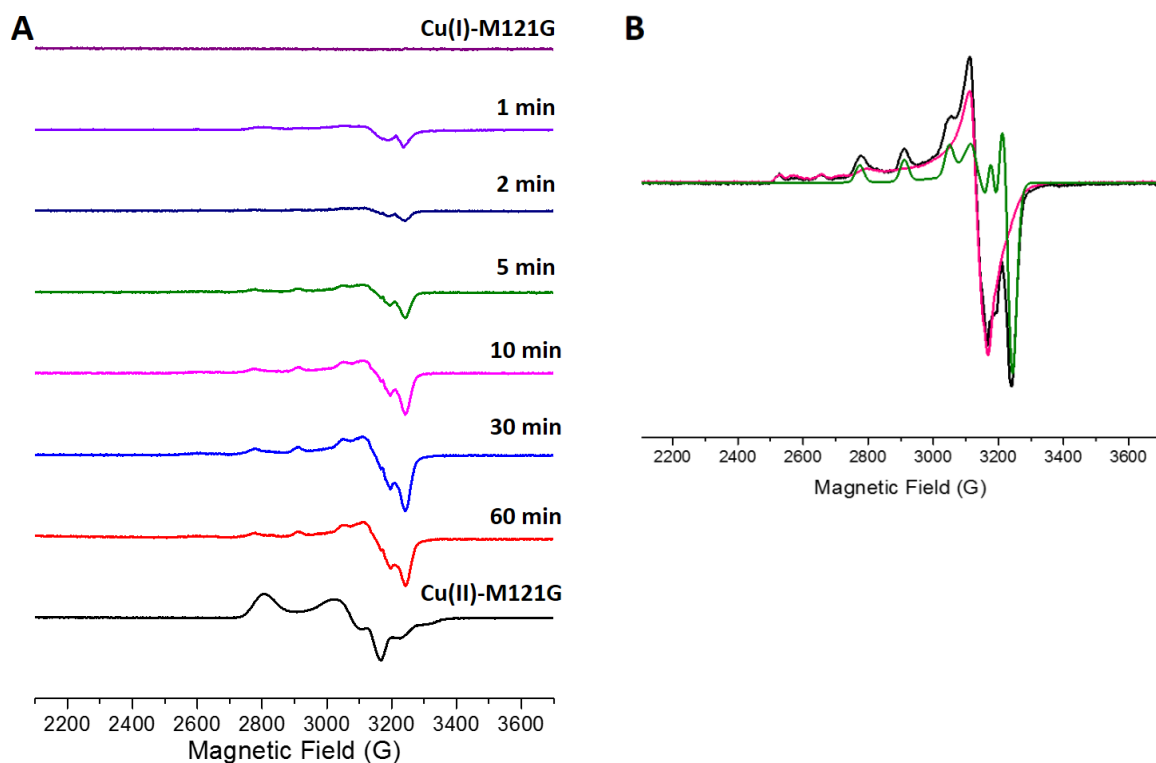 A
Cu(I)-M121G
1 min
2 min
5 min
10 min
30 min
60 min
Cu(II)-M121G
2200 2400 2600 2800 3000 3200 3400 3600
Magnetic Field (G)
B
2200 2400 2600 2800 3000 3200 3400 3600
Magnetic Field (G)